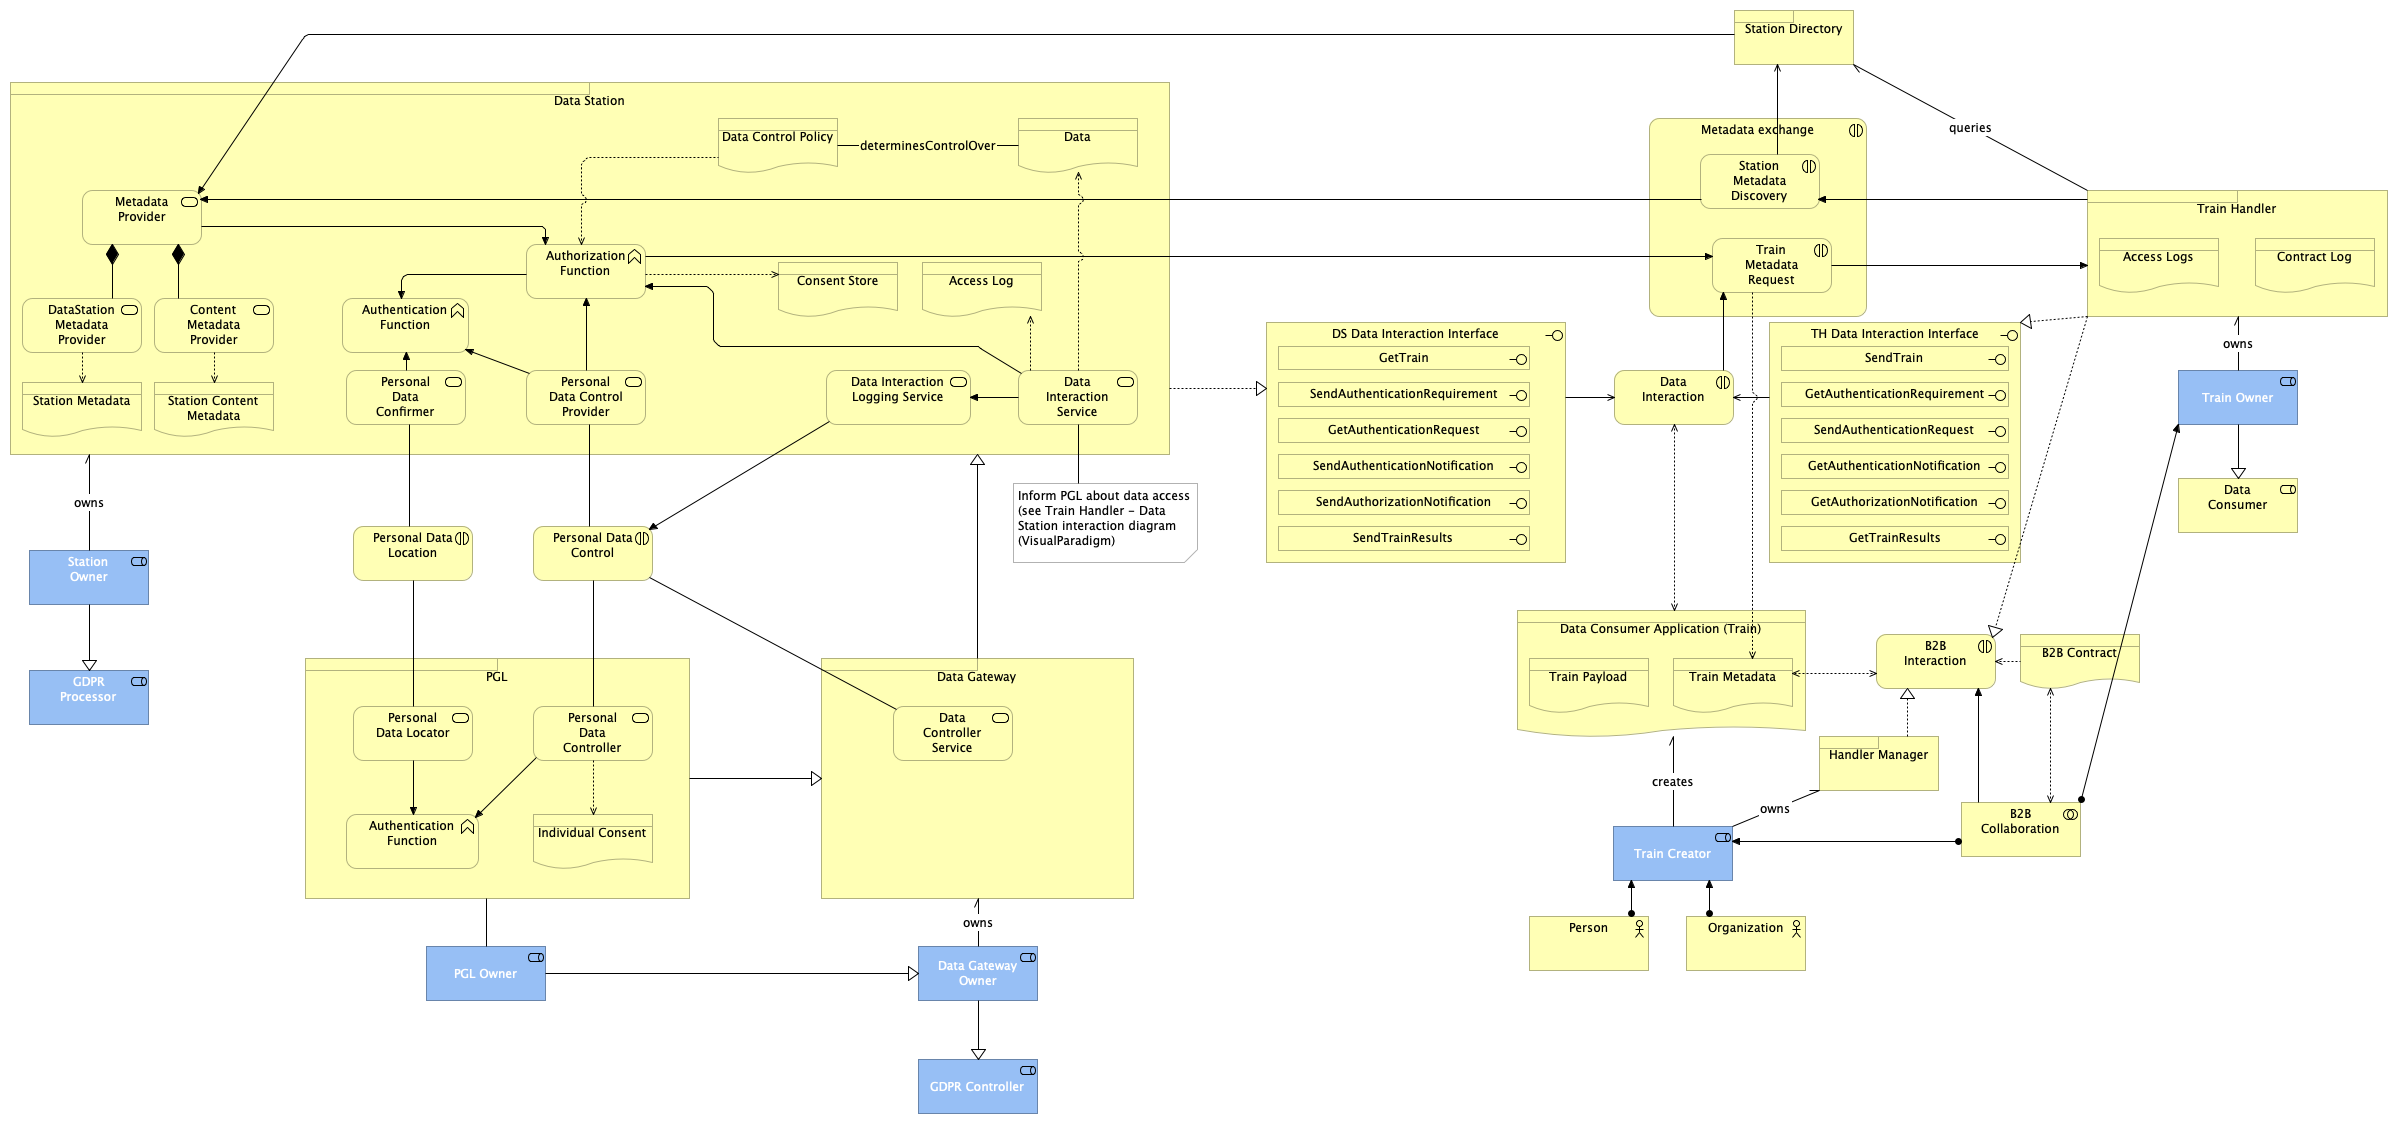 Station Directory
Data Station
Data Control Policy
determinesControlOver
Data
Metadata exchange
queries
Station
Metadata
Discovery
Metadata
Provider
Train Handler
Authorization
Function
Train
Metadata
Request
Access Logs
Contract Log
Consent Store
Access Log
DataStation
Metadata
Provider
Content
Metadata
Provider
Authentication
Function
DS Data Interaction Interface
TH Data Interaction Interface
owns
GetTrain
SendTrain
Personal
Data
Confirmer
Personal
Data Control
Provider
Data Interaction
Logging Service
Data
Interaction
Service
Data
Interaction
SendAuthenticationRequirement
GetAuthenticationRequirement
Train Owner
Station Metadata
Station Content
Metadata
GetAuthenticationRequest
SendAuthenticationRequest
SendAuthenticationNotification
GetAuthenticationNotification
owns
Inform PGL about data access
(see Train Handler - Data
Station interaction diagram
(VisualParadigm)
SendAuthorizationNotification
GetAuthorizationNotification
Data
Consumer
Personal Data
Location
Personal Data
Control
SendTrainResults
GetTrainResults
Station
Owner
Data Consumer Application (Train)
B2B
Interaction
B2B Contract
GDPR
Processor
PGL
Data Gateway
Train Payload
Train Metadata
Personal
Data Locator
Personal
Data
Controller
Data
Controller
Service
Handler Manager
creates
owns
Authentication
Function
Individual Consent
B2B
Collaboration
Train Creator
owns
Person
Organization
PGL Owner
Data Gateway
Owner
GDPR Controller